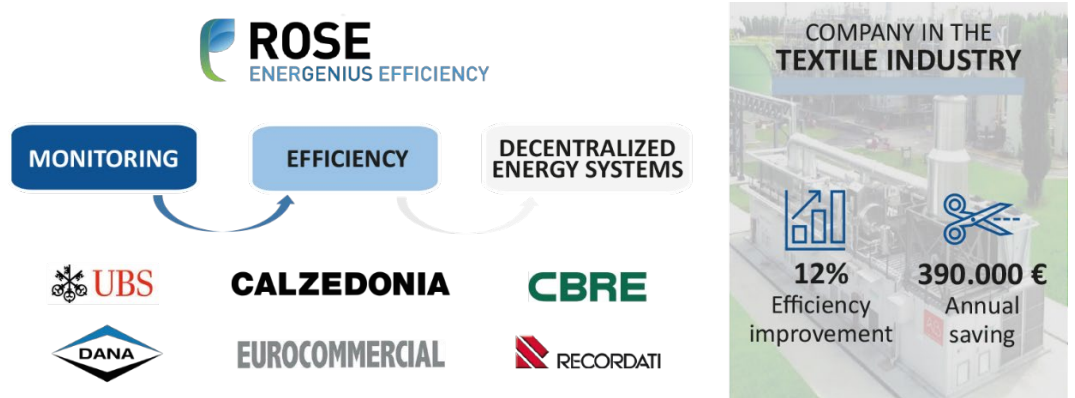 ROSE
ENERGENIUS EFFICIENCY
MONITORING
EFFICIENCY
DECENTRALIZED
ENERGY SYSTEMS
UBS
CALZEDONIA
CBRE
DANA
EUROCOMMERCIAL
RECORDATI
COMPANY IN THE
TEXTILE INDUSTRY
12%
Efficiency
improvement
390.000 €
Annual
saving